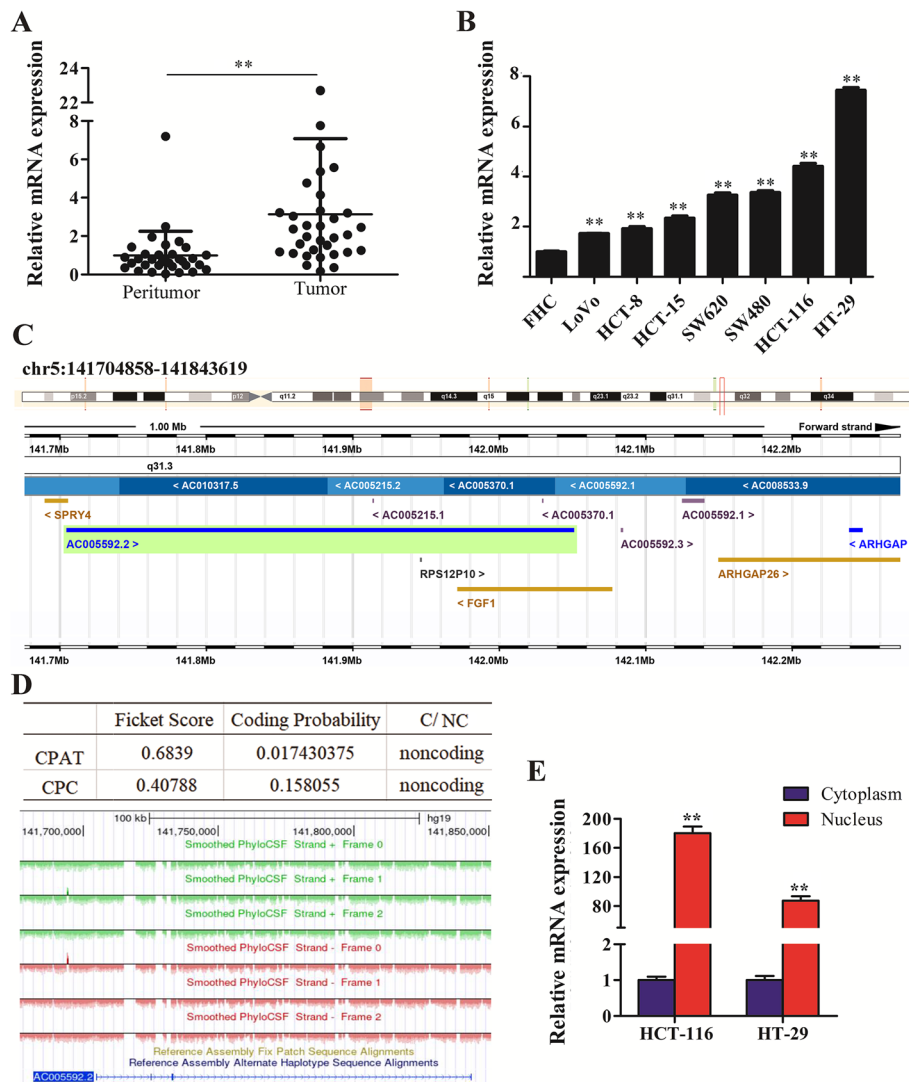 A
Relative mRNA expression
24
22
8
6
4
2
0
**
Peritumor
Tumor
B
Relative mRNA expression
8
6
4
2
**
**
**
**
**
**
**
FHC
LoVo
HCT-8
HCT-15
SW620
SW480
HCT-116
HT-29
C
chr5:141704858-141843619
p15.2 p12 q11.2 q14.3 q15 q23.1 q23.2 q31.1 q32 q34
1.00 Mb Forward strand
141.7Mb 141.8Mb 141.9Mb 142.0Mb 142.1Mb 142.2Mb
q31.3
< AC010317.5 < AC005215.2 < AC005370.1 < AC005592.1 < AC008533.9
< SPRY4 < AC005215.1 < AC005370.1 AC005592.1 >
AC005592.2 > AC005592.3 > < ARHGAP
RPS12P10 > ARHGAP26 >
< FGF1
141.7Mb 141.8Mb 141.9Mb 142.0Mb 142.1Mb 142.2Mb
D
Ficket Score Coding Probability C/ NC
CPAT 0.6839 0.017430375 noncoding
CPC 0.40788 0.158055 noncoding
100 kb hg19
141,700,000 141,750,000 141,800,000 141,850,000
Smoothed PhyloCSF Strand + Frame 0
Smoothed PhyloCSF Strand + Frame 1
Smoothed PhyloCSF Strand + Frame 2
Smoothed PhyloCSF Strand - Frame 0
Smoothed PhyloCSF Strand - Frame 1
Smoothed PhyloCSF Strand - Frame 2
Reference Assembly Fix Patch Sequence Alignments
Reference Assembly Alternate Haplotype Sequence Alignments
AC005592.2
E
Relative mRNA expression
200
160
120
80
2
1
0
Cytoplasm
Nucleus
**
**
HCT-116
HT-29